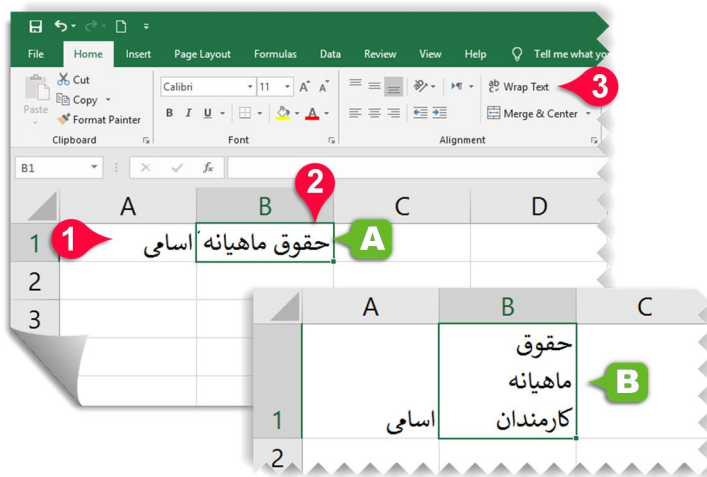 File Home Insert Page Layout Formulas Data Review View Help Tell me what yo
Cut
Copy
Paste
Format Painter
Clipboard
Calibri 11 A A
B I U A
Font
Wrap Text
Merge & Center
Alignment
3
B1 fx
2
A B C D
1 1 اسامی حقوق ماهیانه A
2
3
A B C
حقوق
ماهیانه
کارمندان
B
1 اسامی
2